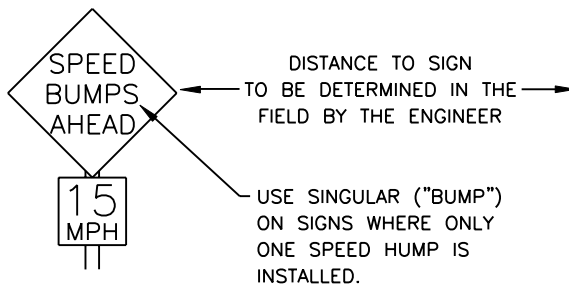 SPEED
BUMPS
AHEAD
15
MPH
DISTANCE TO SIGN
TO BE DETERMINED IN THE
FIELD BY THE ENGINEER
USE SINGULAR ("BUMP")
ON SIGNS WHERE ONLY
ONE SPEED HUMP IS
INSTALLED.